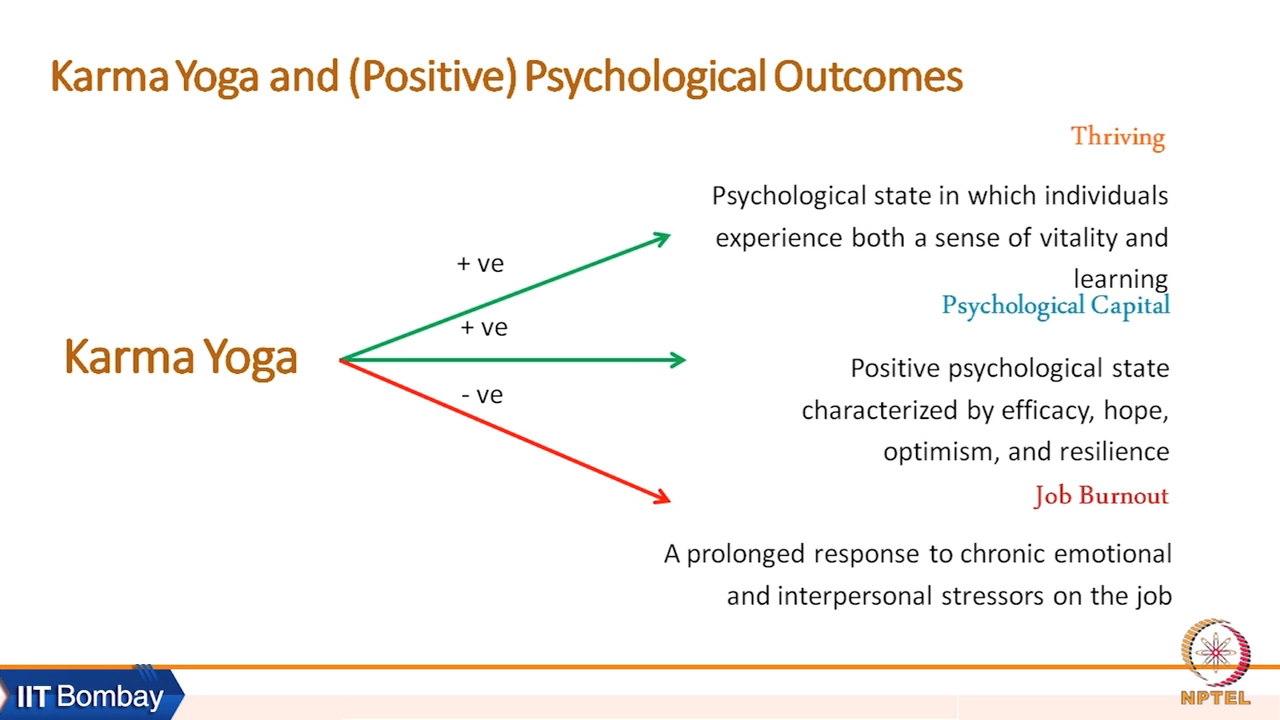 Karma Yoga and (Positive) Psychological Outcomes
Thriving
Psychological state in which individuals
experience both a sense of vitality and
learning
+ ve
+ ve
Psychological Capital
Karma Yoga
- ve
Positive psychological state
characterized by efficacy, hope,
optimism, and resilience
Job Burnout
A prolonged response to chronic emotional
and interpersonal stressors on the job
IIT Bombay
NPTEL